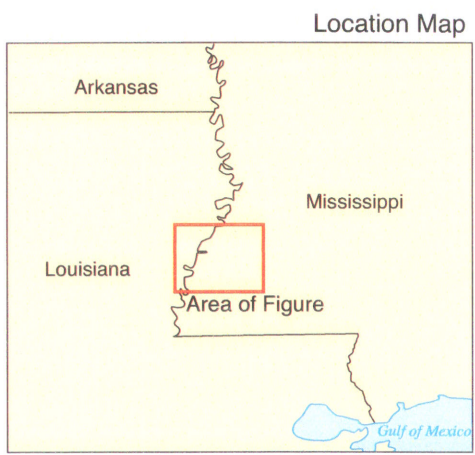 Location Map
Arkansas
Mississippi
Louisiana
Area of Figure
Gulf of Mexico